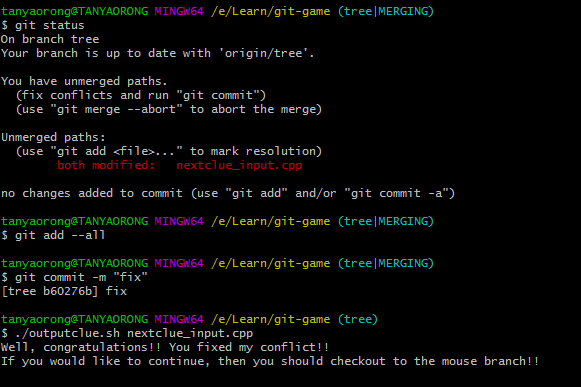 tanyaorong@TANYAORONG MINGW64 /e/Learn/git-game (tree|MERGING)
$ git status
On branch tree
Your branch is up to date with 'origin/tree'.

You have unmerged paths.
  (fix conflicts and run "git commit")
  (use "git merge --abort" to abort the merge)

Unmerged paths:
  (use "git add <file>..." to mark resolution)
        both modified:   nextclue_input.cpp

no changes added to commit (use "git add" and/or "git commit -a")

tanyaorong@TANYAORONG MINGW64 /e/Learn/git-game (tree|MERGING)
$ git add --all

tanyaorong@TANYAORONG MINGW64 /e/Learn/git-game (tree|MERGING)
$ git commit -m "fix"
[tree b60276b] fix

tanyaorong@TANYAORONG MINGW64 /e/Learn/git-game (tree)
$ ./outputclue.sh nextclue_input.cpp
Well, congratulations!! You fixed my conflict!!
If you would like to continue, then you should checkout to the mouse branch!!